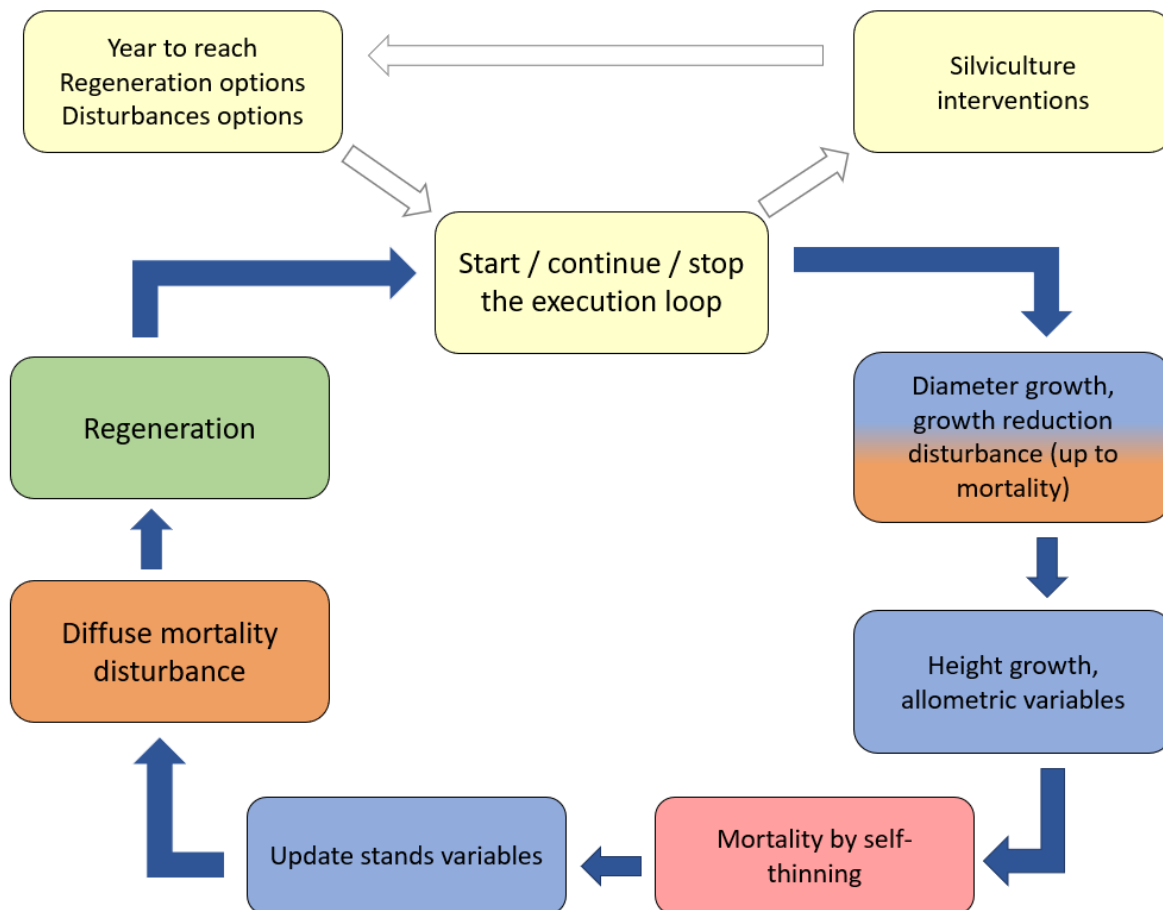 Year to reach
Regeneration options
Disturbances options
Silviculture
interventions
Start / continue / stop
the execution loop
Diameter growth,
growth reduction
disturbance (up to
mortality)
Height growth,
allometric variables
Mortality by self-
thinning
Update stands variables
Diffuse mortality
disturbance
Regeneration